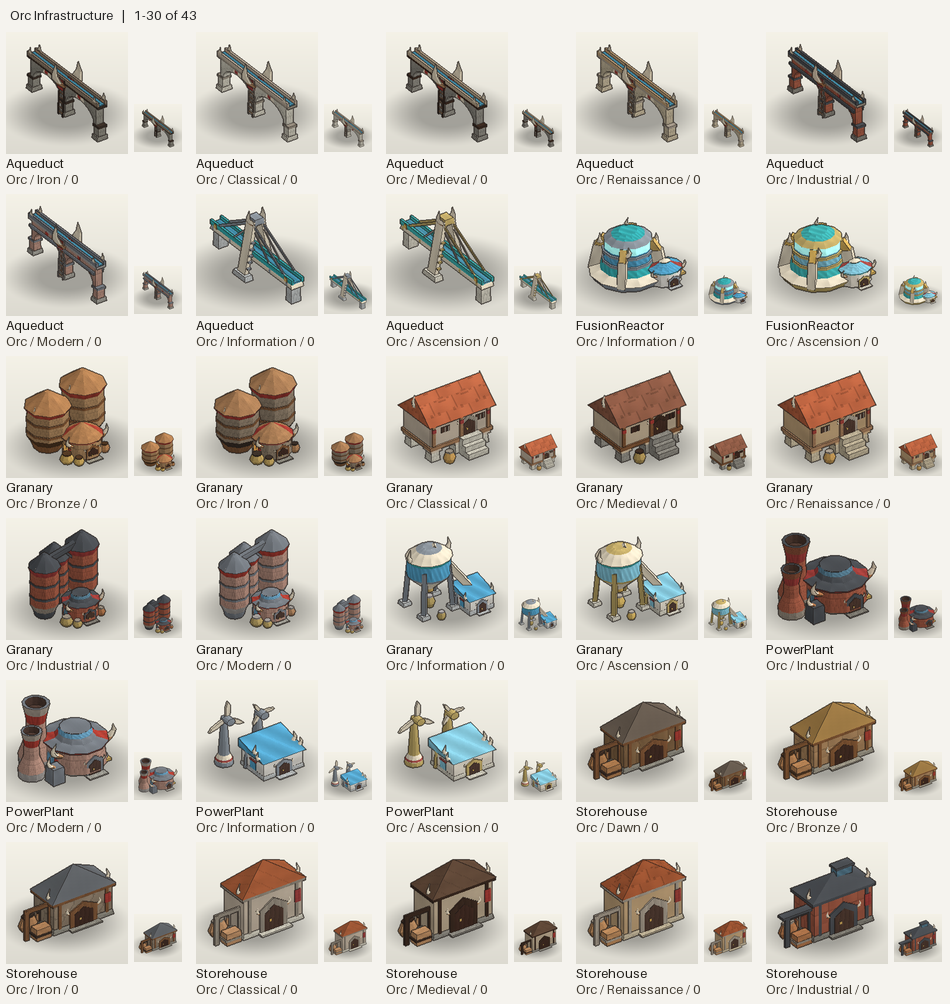 Orc Infrastructure | 1-30 of 43
Aqueduct Aqueduct Aqueduct Aqueduct Aqueduct
Orc / Iron / 0 Orc / Classical / 0 Orc / Medieval / 0 Orc / Renaissance / 0 Orc / Industrial / 0
Aqueduct Aqueduct Aqueduct FusionReactor FusionReactor
Orc / Modern / 0 Orc / Information / 0 Orc / Ascension / 0 Orc / Information / 0 Orc / Ascension / 0
Granary Granary Granary Granary Granary
Orc / Bronze / 0 Orc / Iron / 0 Orc / Classical / 0 Orc / Medieval / 0 Orc / Renaissance / 0
Granary Granary Granary Granary PowerPlant
Orc / Industrial / 0 Orc / Modern / 0 Orc / Information / 0 Orc / Ascension / 0 Orc / Industrial / 0
PowerPlant PowerPlant PowerPlant Storehouse Storehouse
Orc / Modern / 0 Orc / Information / 0 Orc / Ascension / 0 Orc / Dawn / 0 Orc / Bronze / 0
Storehouse Storehouse Storehouse Storehouse Storehouse
Orc / Iron / 0 Orc / Classical / 0 Orc / Medieval / 0 Orc / Renaissance / 0 Orc / Industrial / 0